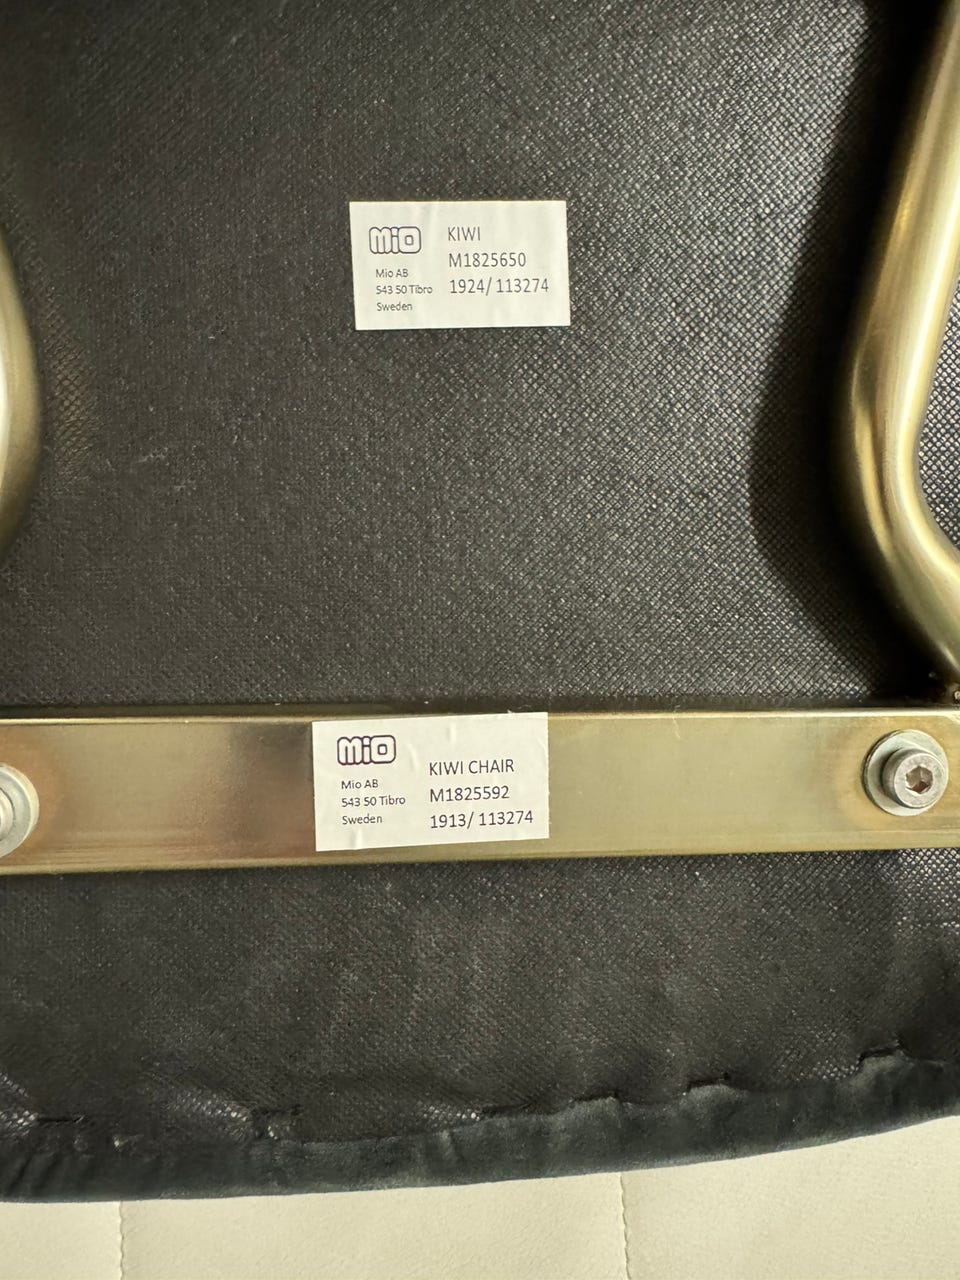 MiO
Mio AB
543 50 Tibro
Sweden
KIWI
M1825650
1924/ 113274
MiO
Mio AB
543 50 Tibro
Sweden
KIWI CHAIR
M1825592
1913/ 113274